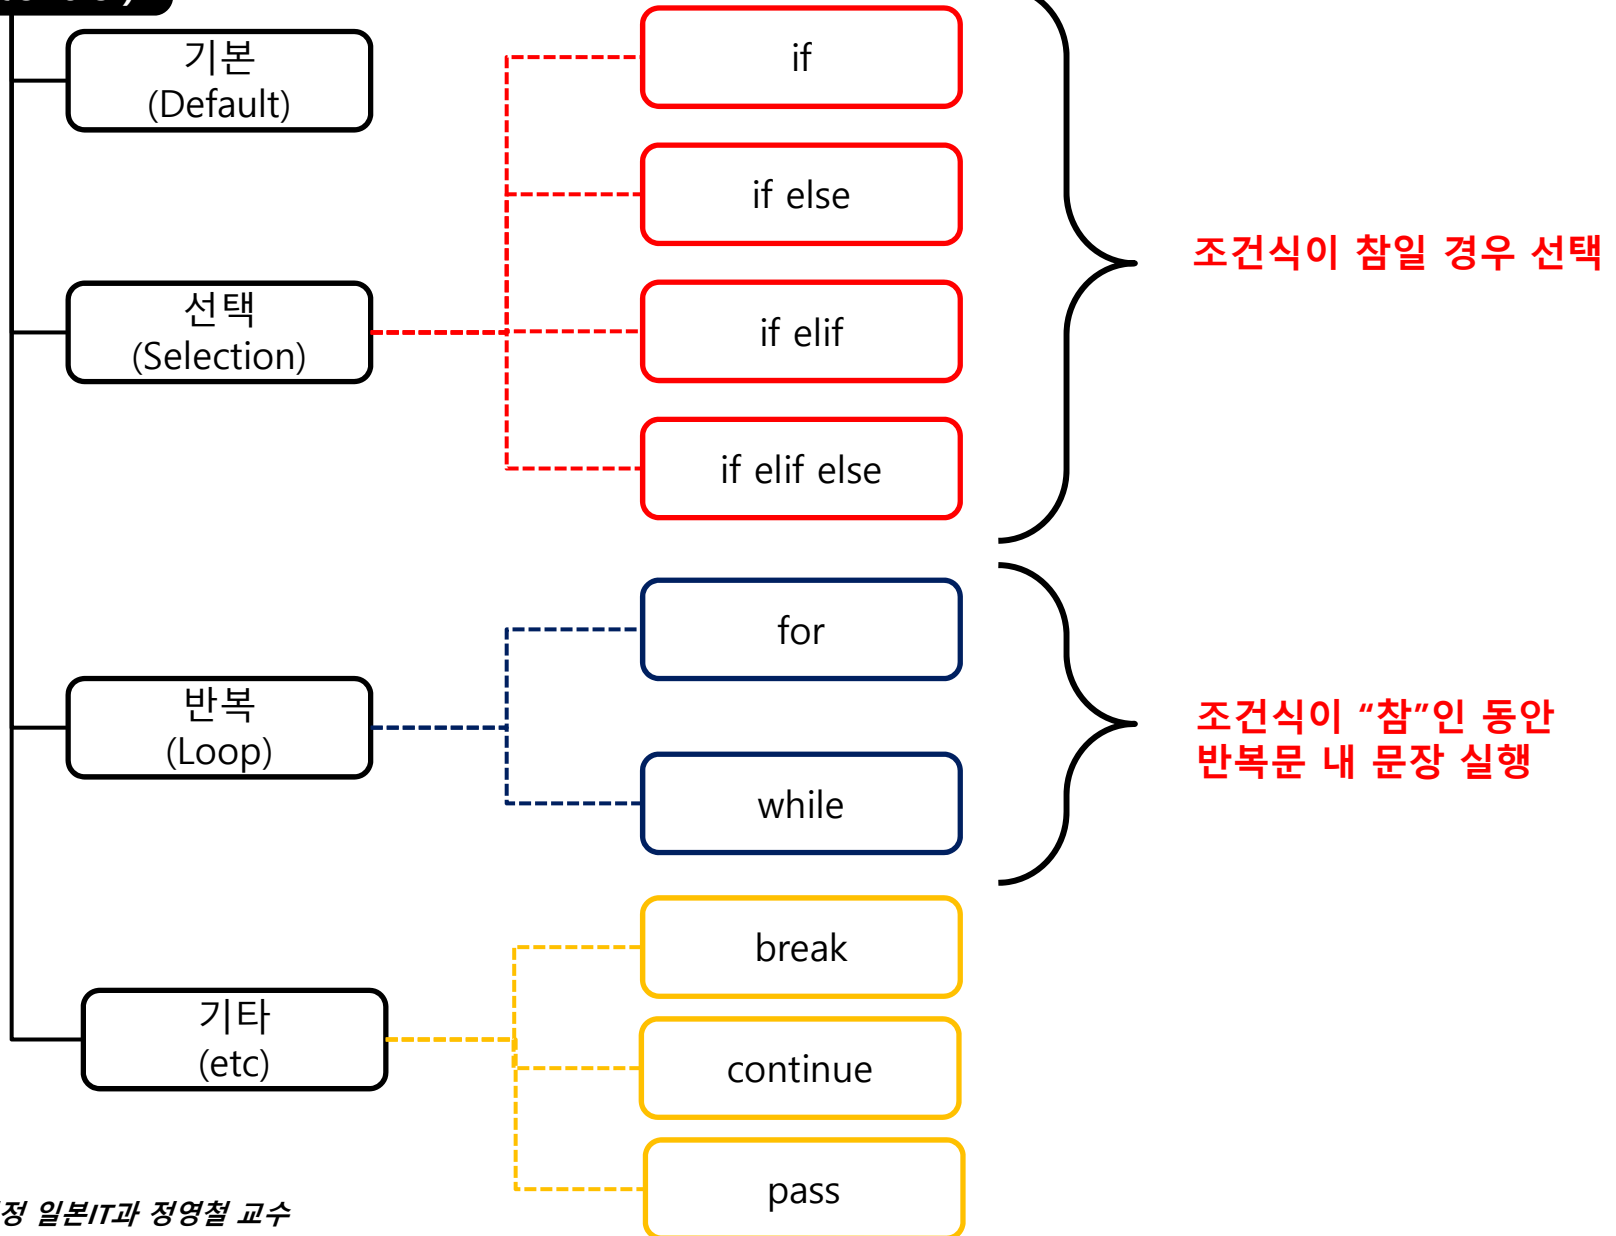 기본
(Default)
선택
(Selection)
반복
(Loop)
기타
(etc)
if
if else
if elif
if elif else
for
while
break
continue
pass
조건식이 참일 경우 선택
조건식이 “참”인 동안
반복문 내 문장 실행
일본IT과 정영철 교수